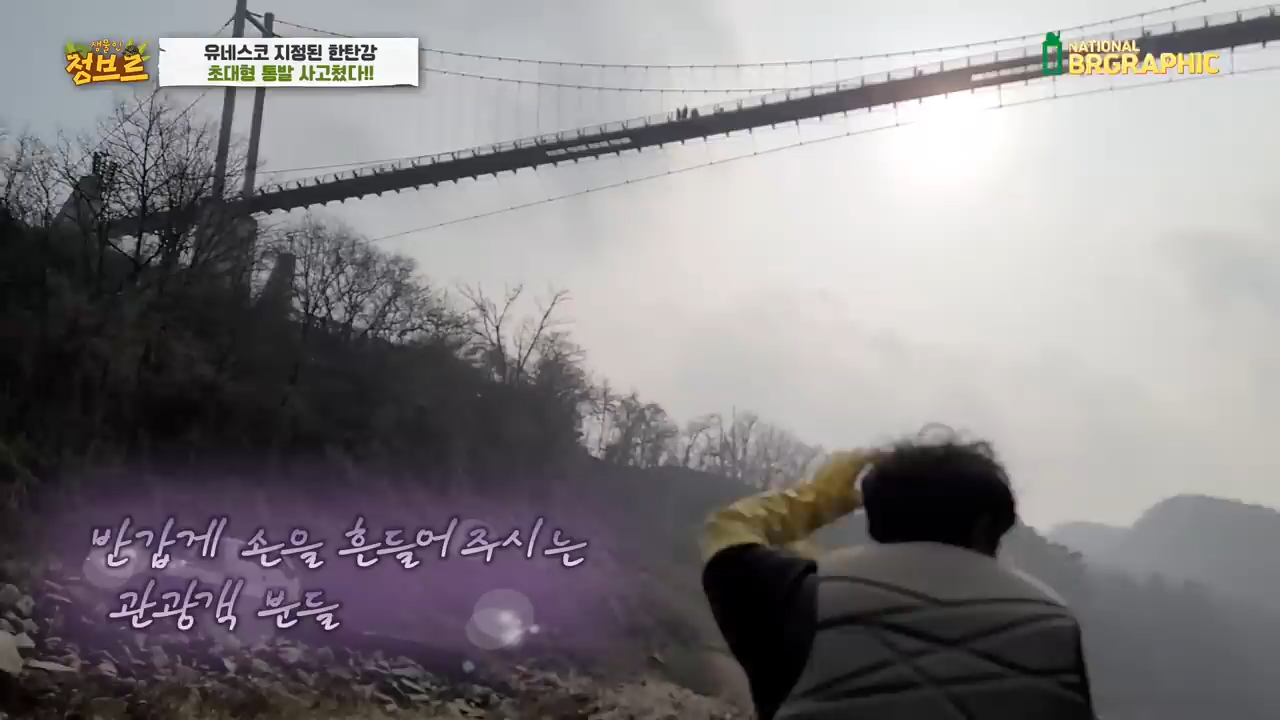 생물인
정브르
유네스코 지정된 한탄강
초대형 통발 사고쳤다!!
NATIONAL
BRGRAPHIC
반갑게 손을 흔들어주시는
관광객 분들